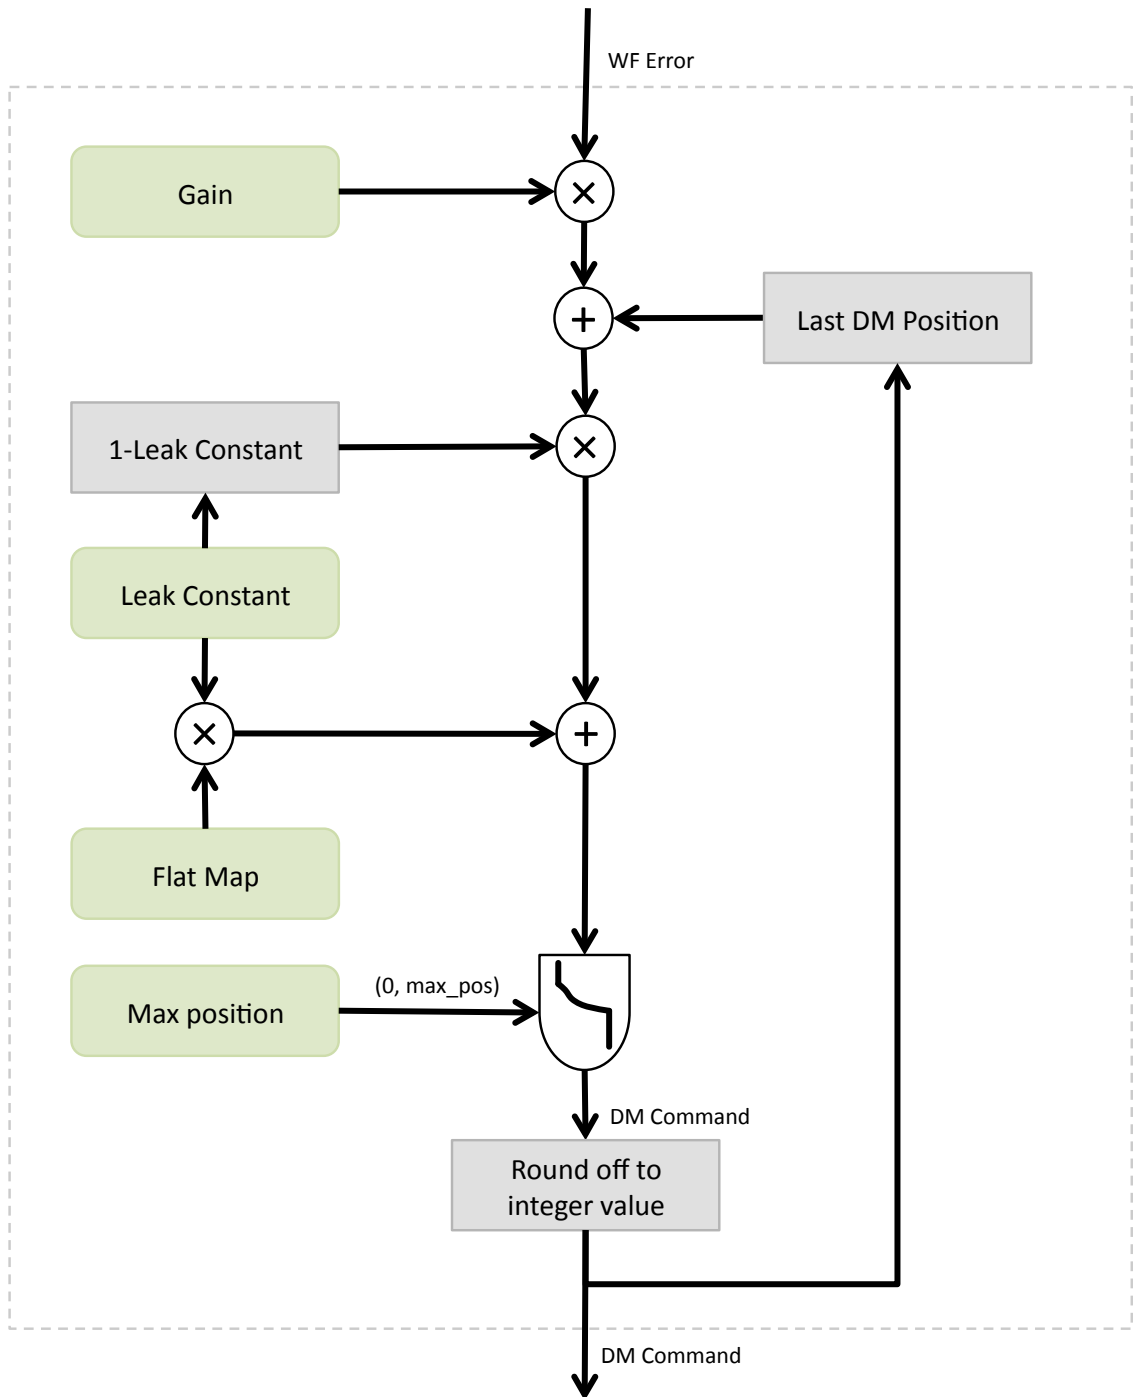 WF Error
Gain
×
+
Last DM Position
1-Leak Constant
×
Leak Constant
×
+
Flat Map
(0, max_pos)
Max position
DM Command
Round off to
integer value
DM Command